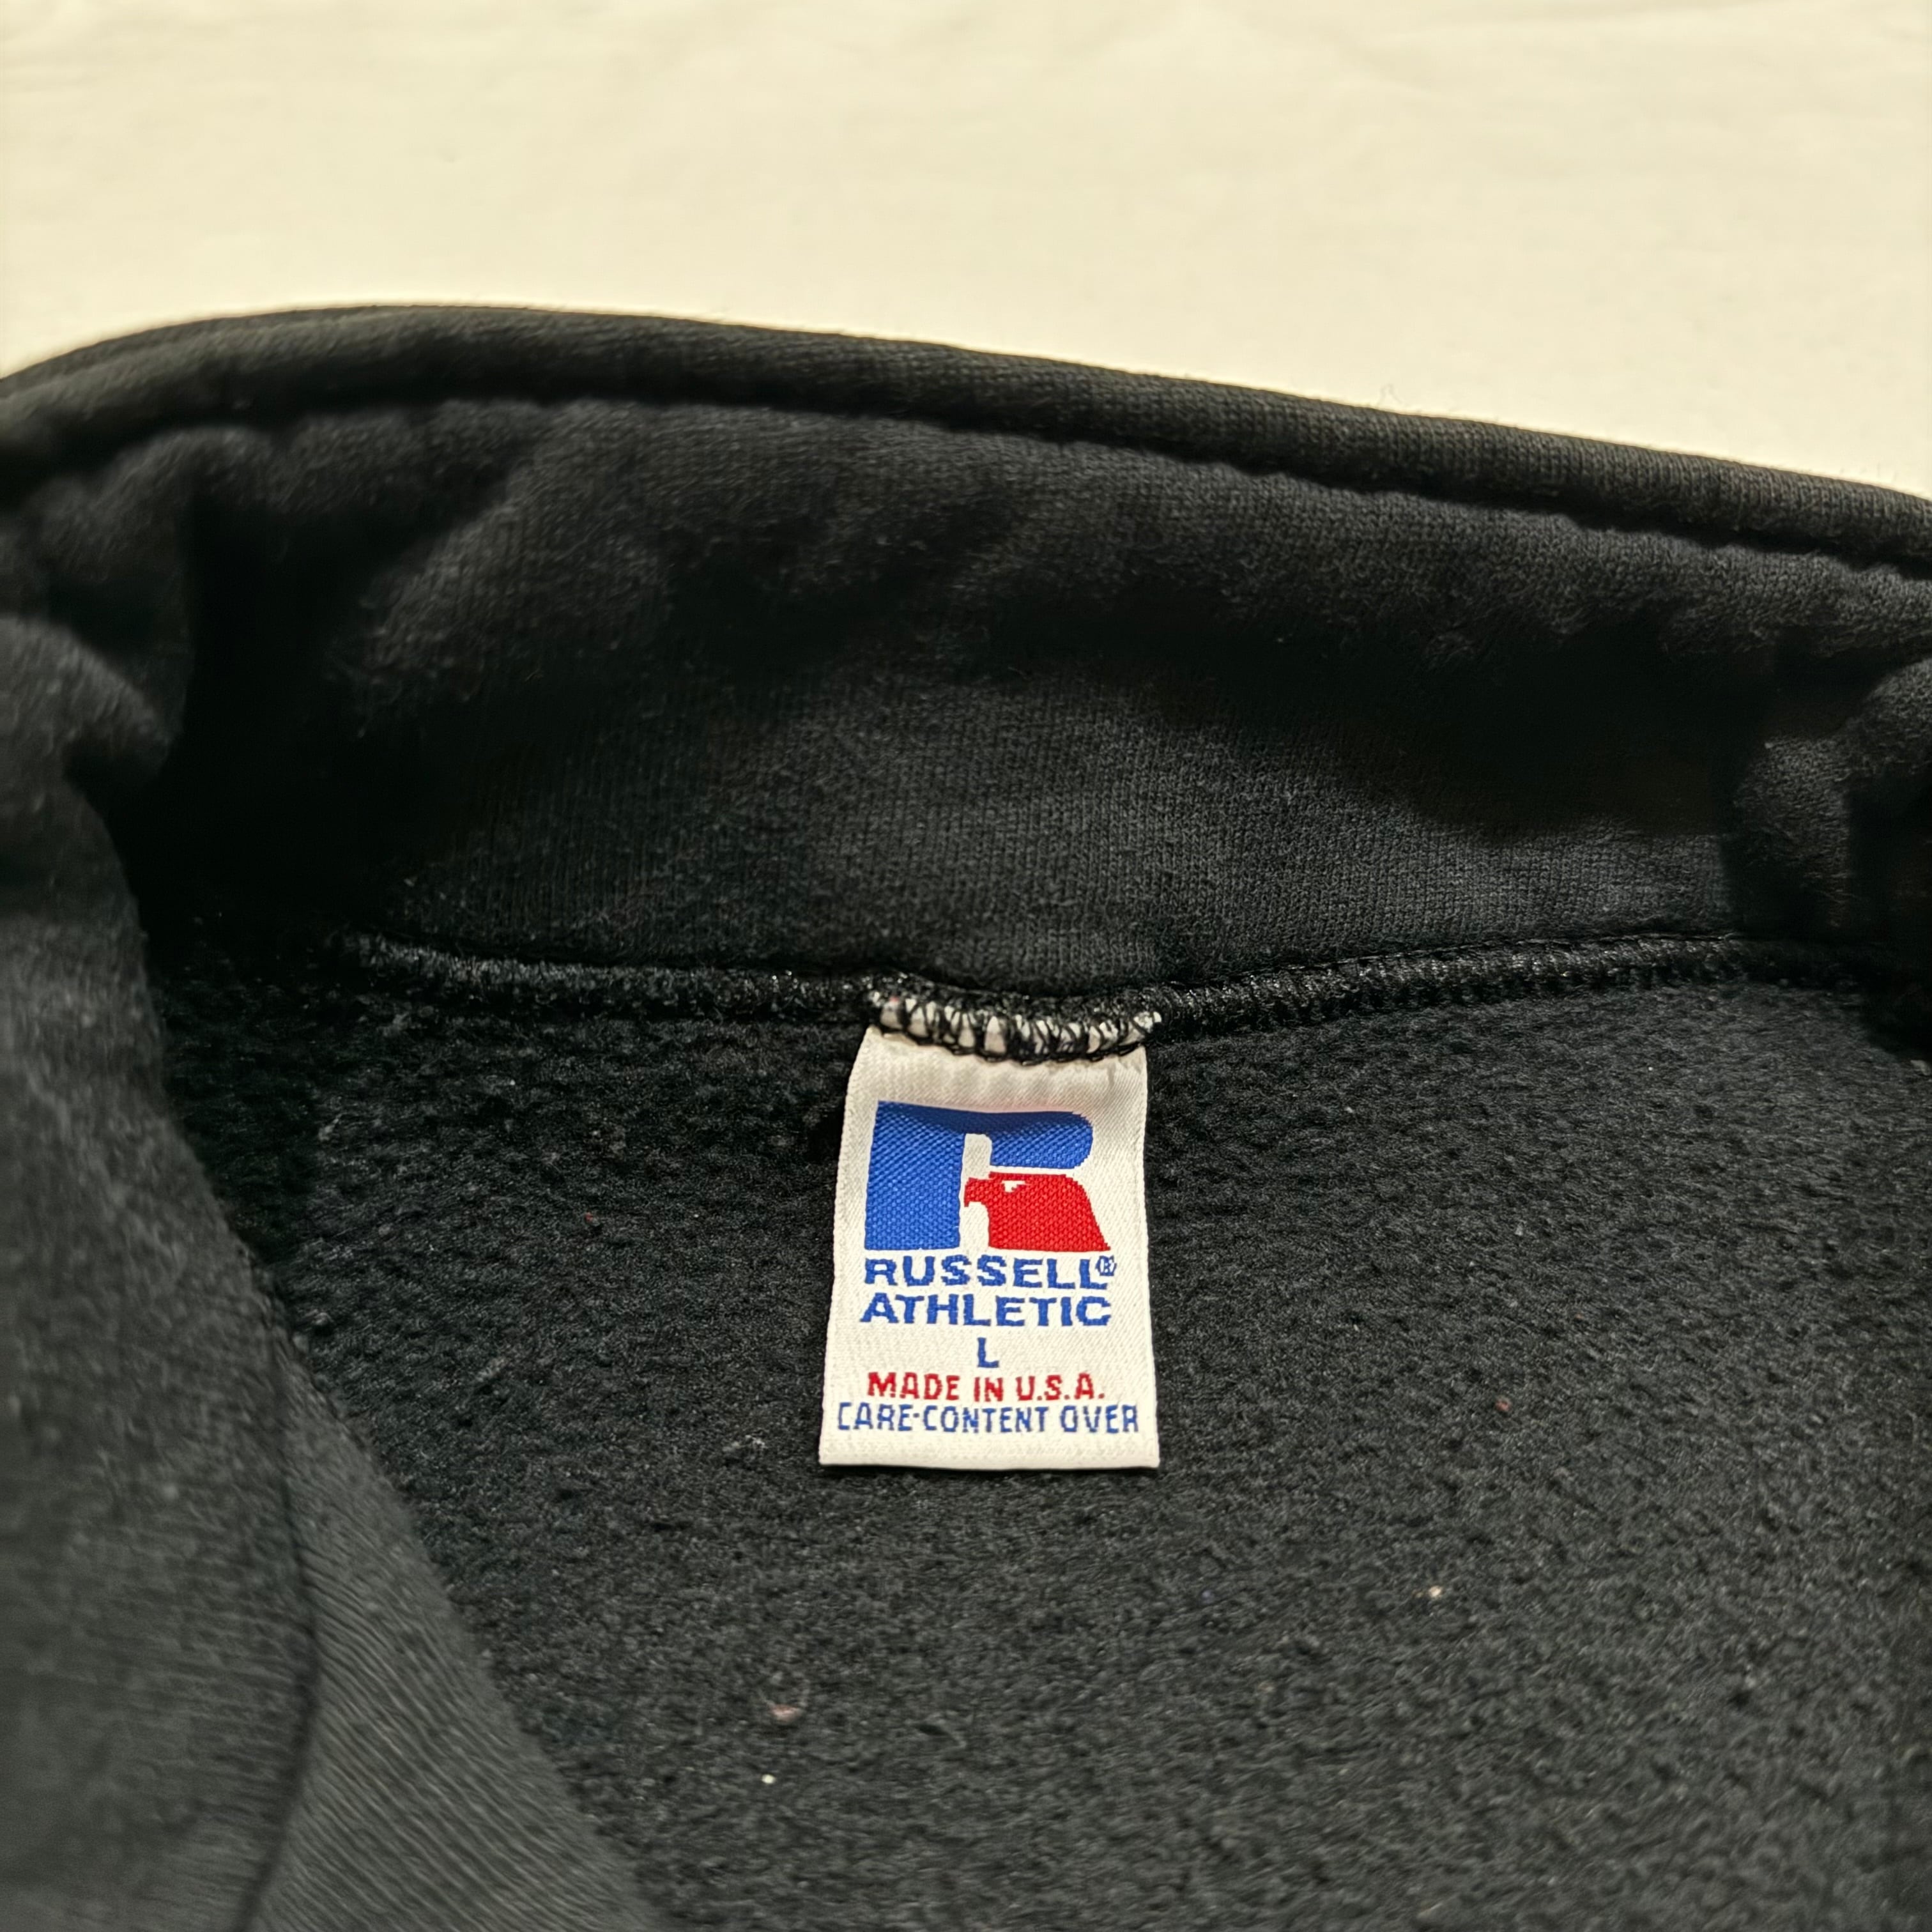 RUSSELL®
ATHLETIC
L
MADE IN U.S.A.
CARE-CONTENT OVER